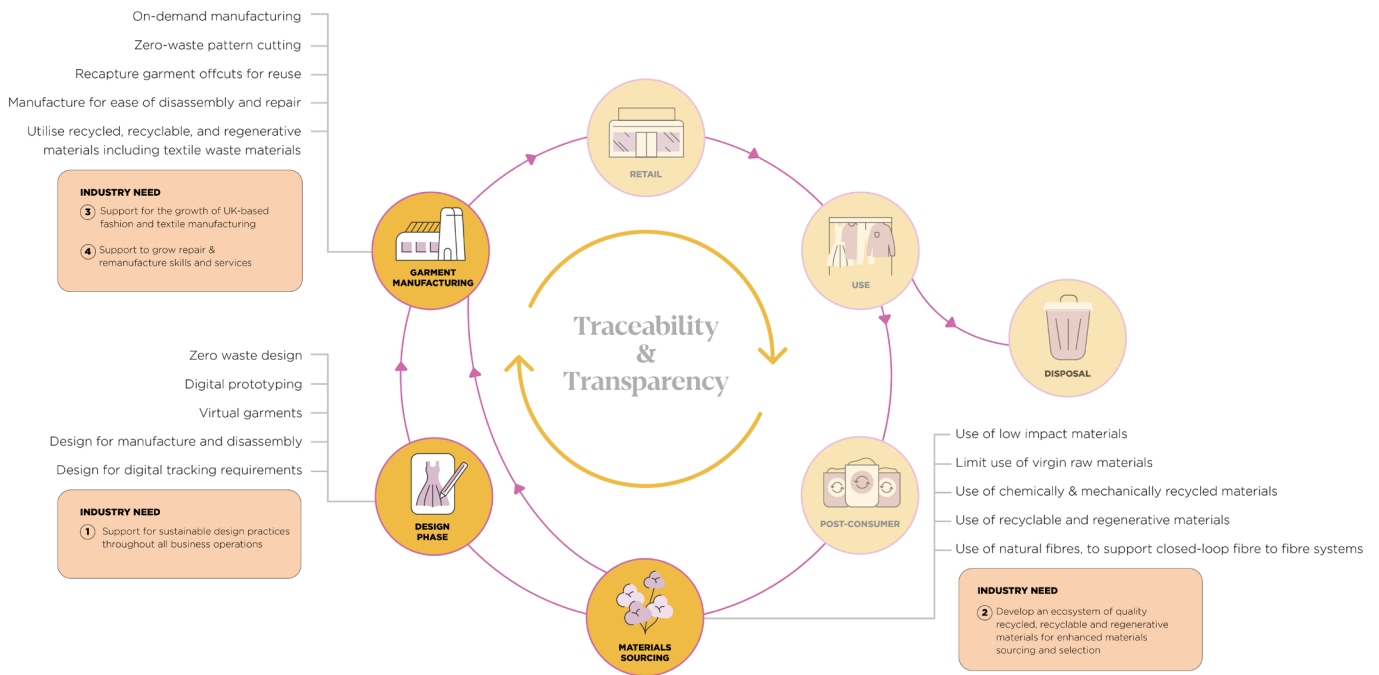 On-demand manufacturing
Zero-waste pattern cutting
Recapture garment offcuts for reuse
Manufacture for ease of disassembly and repair
Utilise recycled, recyclable, and regenerative
materials including textile waste materials
INDUSTRY NEED
3 Support for the growth of UK-based
fashion and textile manufacturing
4 Support to grow repair &
remanufacture skills and services
GARMENT
MANUFACTURING
RETAIL
USE
DISPOSAL
Traceability
&
Transparency
Zero waste design
Digital prototyping
Virtual garments
Design for manufacture and disassembly
Design for digital tracking requirements
INDUSTRY NEED
1 Support for sustainable design practices
throughout all business operations
DESIGN
PHASE
POST-CONSUMER
MATERIALS
SOURCING
Use of low impact materials
Limit use of virgin raw materials
Use of chemically & mechanically recycled materials
Use of recyclable and regenerative materials
Use of natural fibres, to support closed-loop fibre to fibre systems
INDUSTRY NEED
2 Develop an ecosystem of quality
recycled, recyclable and regenerative
materials for enhanced materials
sourcing and selection